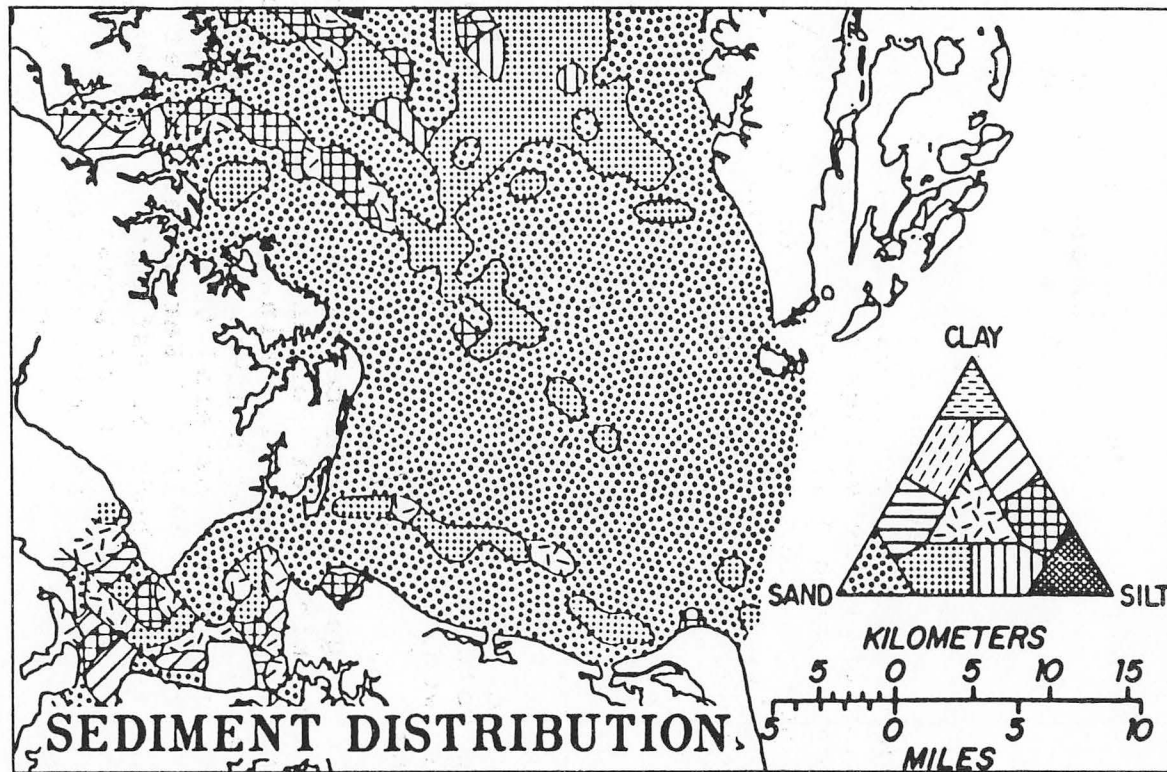 CLAY
SAND SILT
KILOMETERS
5 0 5 10 15
5 0 5 10
MILES
SEDIMENT DISTRIBUTION